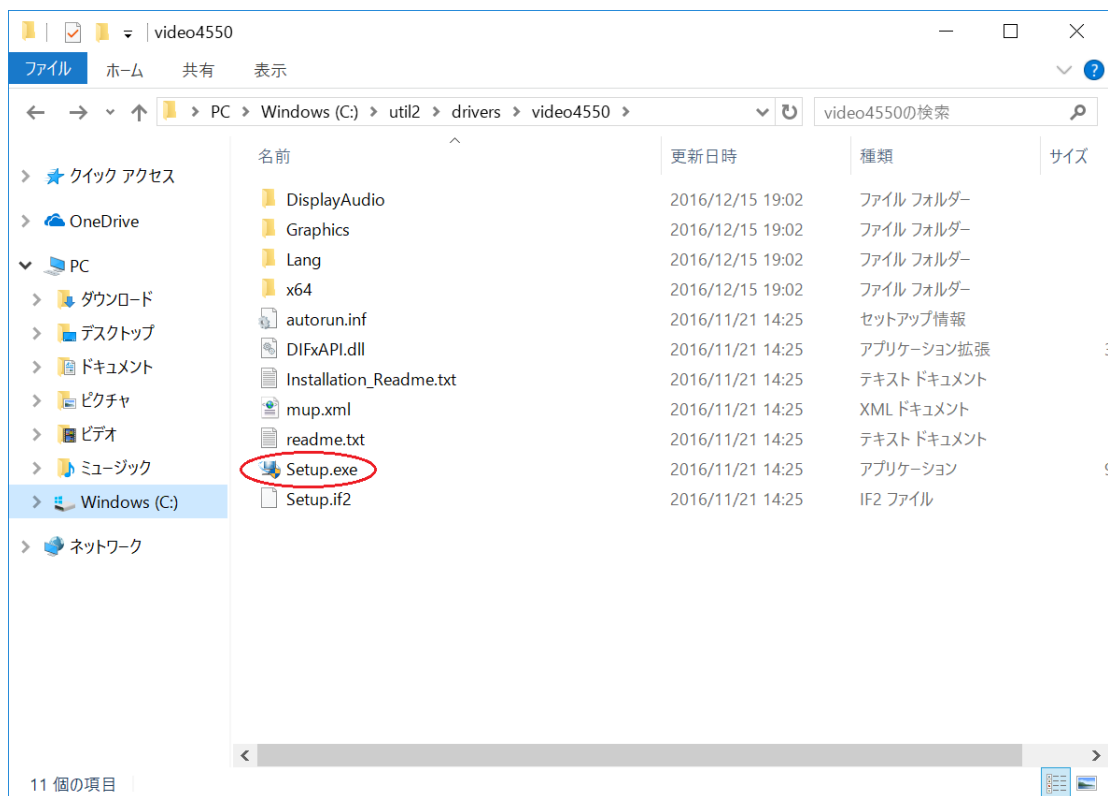 video4550
ファイル ホーム 共有 表示
PC > Windows (C:) > util2 > drivers > video4550 > video4550の検索
名前 更新日時 種類 サイズ
クイック アクセス
OneDrive
PC
ダウンロード
デスクトップ
ドキュメント
ピクチャ
ビデオ
ミュージック
Windows (C:)
ネットワーク
DisplayAudio 2016/12/15 19:02 ファイル フォルダー
Graphics 2016/12/15 19:02 ファイル フォルダー
Lang 2016/12/15 19:02 ファイル フォルダー
x64 2016/12/15 19:02 ファイル フォルダー
autorun.inf 2016/11/21 14:25 セットアップ情報
DIFxAPI.dll 2016/11/21 14:25 アプリケーション拡張
Installation_Readme.txt 2016/11/21 14:25 テキスト ドキュメント
mup.xml 2016/11/21 14:25 XML ドキュメント
readme.txt 2016/11/21 14:25 テキスト ドキュメント
Setup.exe 2016/11/21 14:25 アプリケーション
Setup.if2 2016/11/21 14:25 IF2 ファイル
11 個の項目